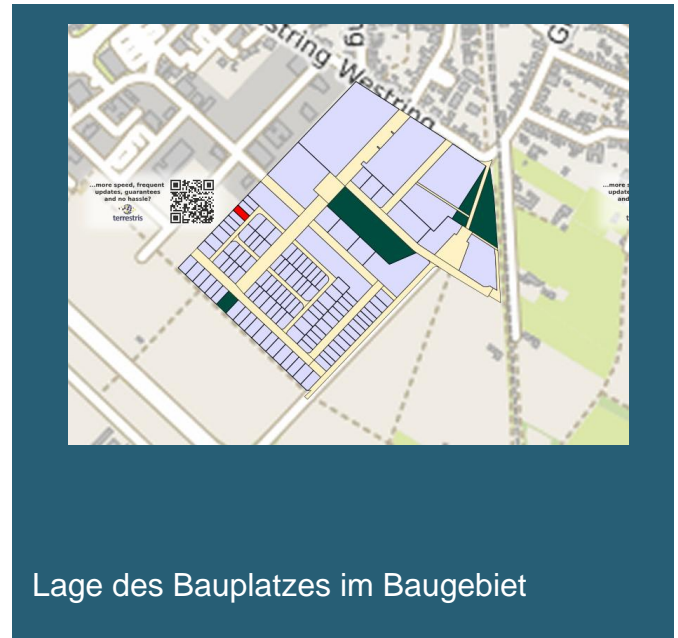 Westring Westring
...more speed, frequent
updates, guarantees
and no hassle?
terrestris
Lage des Bauplatzes im Baugebiet